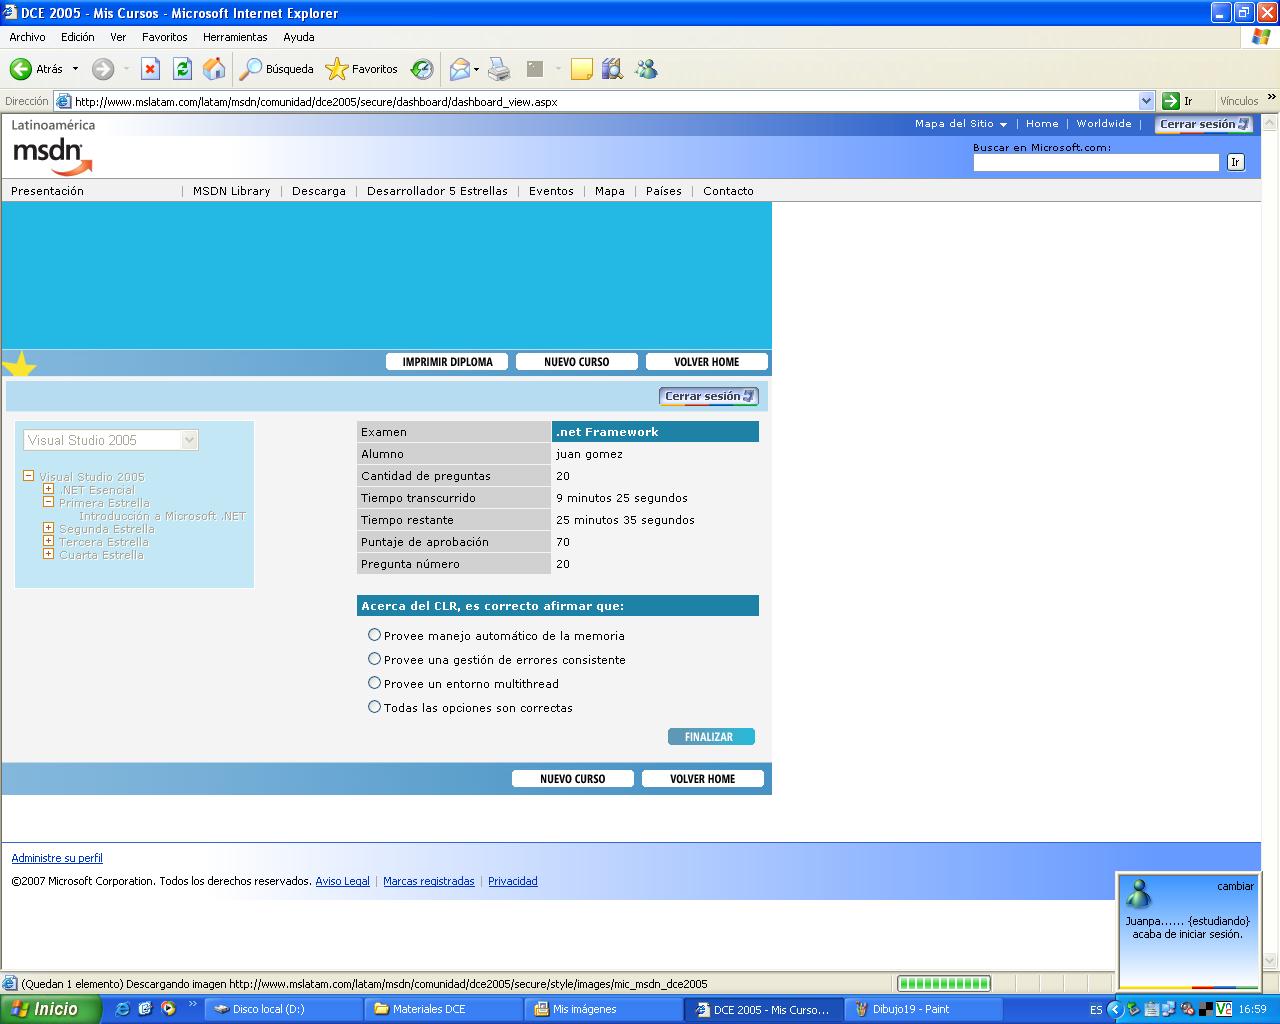 DCE 2005 - Mis Cursos - Microsoft Internet Explorer
Archivo Edición Ver Favoritos Herramientas Ayuda
Atrás Búsqueda Favoritos
Dirección http://www.mslatam.com/latam/msdn/comunidad/dce2005/secure/dashboard/dashboard_view.aspx Ir Vínculos »
Latinoamérica Mapa del Sitio | Home | Worldwide | Cerrar sesión
msdn
Buscar en Microsoft.com:
Ir
Presentación | MSDN Library | Descarga | Desarrollador 5 Estrellas | Eventos | Mapa | Países | Contacto
IMPRIMIR DIPLOMA NUEVO CURSO VOLVER HOME
Cerrar sesión
Visual Studio 2005
Visual Studio 2005
.NET Esencial
Primera Estrella
Introducción a Microsoft .NET
Segunda Estrella
Tercera Estrella
Cuarta Estrella
Examen .net Framework
Alumno juan gomez
Cantidad de preguntas 20
Tiempo transcurrido 9 minutos 25 segundos
Tiempo restante 25 minutos 35 segundos
Puntaje de aprobación 70
Pregunta número 20
Acerca del CLR, es correcto afirmar que:
Provee manejo automático de la memoria
Provee una gestión de errores consistente
Provee un entorno multithread
Todas las opciones son correctas
FINALIZAR
NUEVO CURSO VOLVER HOME
Administre su perfil
©2007 Microsoft Corporation. Todos los derechos reservados. Aviso Legal | Marcas registradas | Privacidad
cambiar
Juanpa...... {estudiando}
acaba de iniciar sesión.
(Quedan 1 elemento) Descargando imagen http://www.mslatam.com/latam/msdn/comunidad/dce2005/secure/style/images/mic_msdn_dce2005
Inicio » Disco local (D:) Materiales DCE Mis imágenes DCE 2005 - Mis Curso... Dibujo19 - Paint ES 16:59